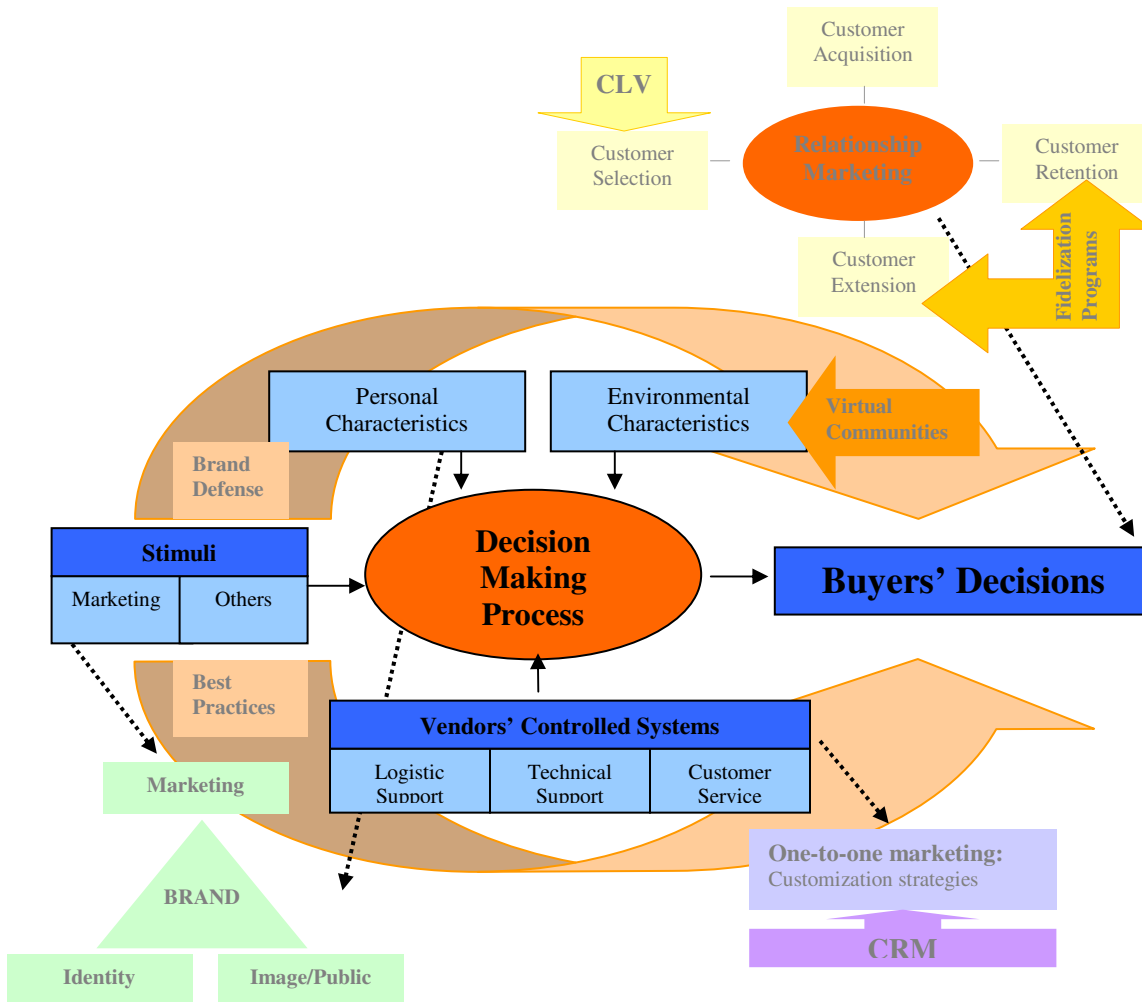 Customer
Acquisition
CLV
Customer
Selection
Relationship
Marketing
Customer
Retention
Customer
Extension
Fidelization
Programs
Personal
Characteristics
Environmental
Characteristics
Virtual
Communities
Brand
Defense
Stimuli
Marketing
Others
Decision
Making
Process
Buyers’ Decisions
Best
Practices
Vendors’ Controlled Systems
Logistic
Support
Technical
Support
Customer
Service
Marketing
BRAND
Identity
Image/Public
One-to-one marketing:
Customization strategies
CRM